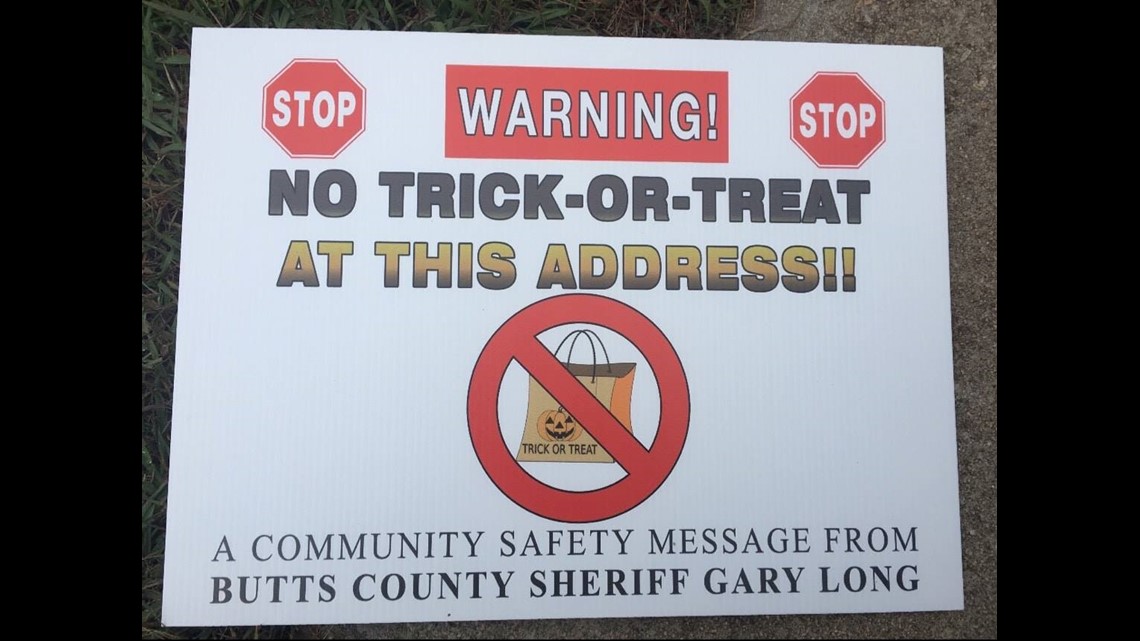 STOP WARNING! STOP
NO TRICK-OR-TREAT
AT THIS ADDRESS!!
TRICK OR TREAT
A COMMUNITY SAFETY MESSAGE FROM
BUTTS COUNTY SHERIFF GARY LONG